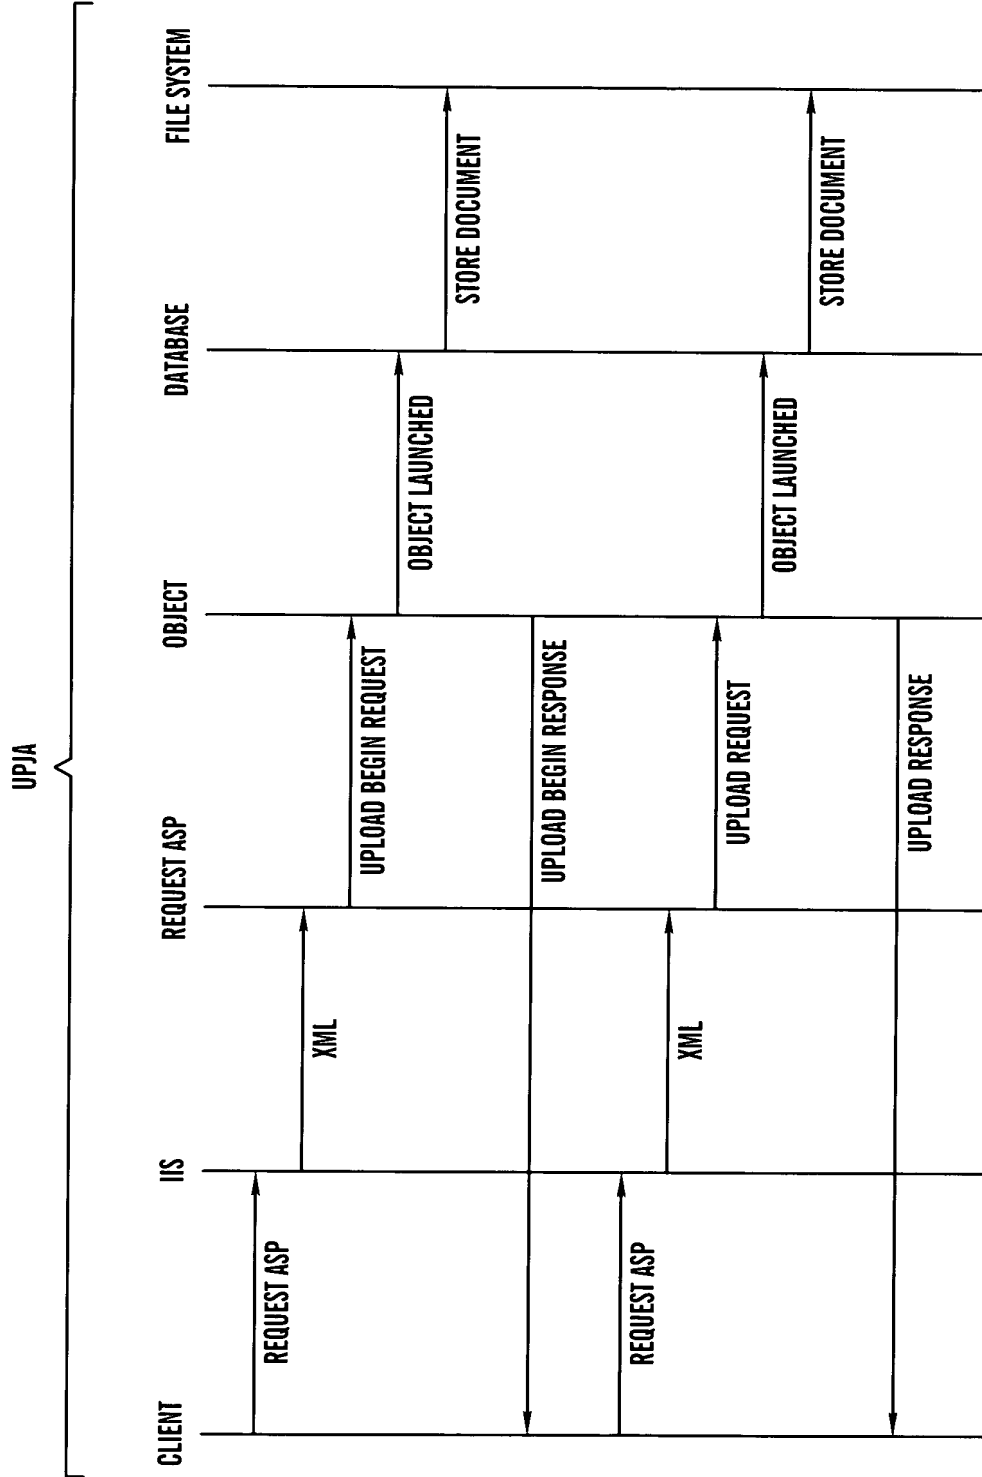 UPJA
CLIENT
IIS
REQUEST ASP
OBJECT
DATABASE
FILE SYSTEM
REQUEST ASP
XML
UPLOAD BEGIN REQUEST
OBJECT LAUNCHED
STORE DOCUMENT
UPLOAD BEGIN RESPONSE
REQUEST ASP
XML
UPLOAD REQUEST
OBJECT LAUNCHED
STORE DOCUMENT
UPLOAD RESPONSE